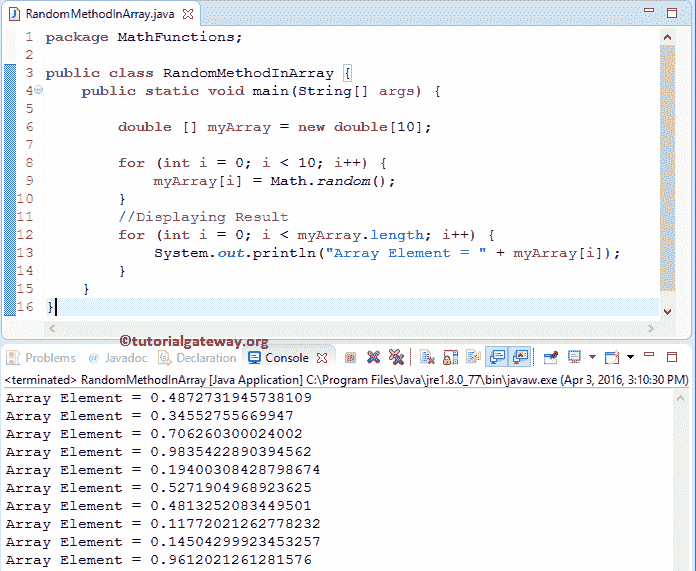 RandomMethodInArray.java
1 package MathFunctions;
2
3 public class RandomMethodInArray {
4 public static void main(String[] args) {
5
6 double [] myArray = new double[10];
7
8 for (int i = 0; i < 10; i++) {
9 myArray[i] = Math.random();
10 }
11 //Displaying Result
12 for (int i = 0; i < myArray.length; i++) {
13 System.out.println("Array Element = " + myArray[i]);
14 }
15 }
16 }
©tutorialgateway.org
Problems @ Javadoc Declaration Console
<terminated> RandomMethodInArray [Java Application] C:\Program Files\Java\jre1.8.0_77\bin\javaw.exe (Apr 3, 2016, 3:10:30 PM)
Array Element = 0.4872731945738109
Array Element = 0.34552755669947
Array Element = 0.706260300024002
Array Element = 0.9835422890394562
Array Element = 0.19400308428798674
Array Element = 0.5271904968923625
Array Element = 0.4813252083449501
Array Element = 0.11772021262778232
Array Element = 0.14504299923453257
Array Element = 0.9612021261281576